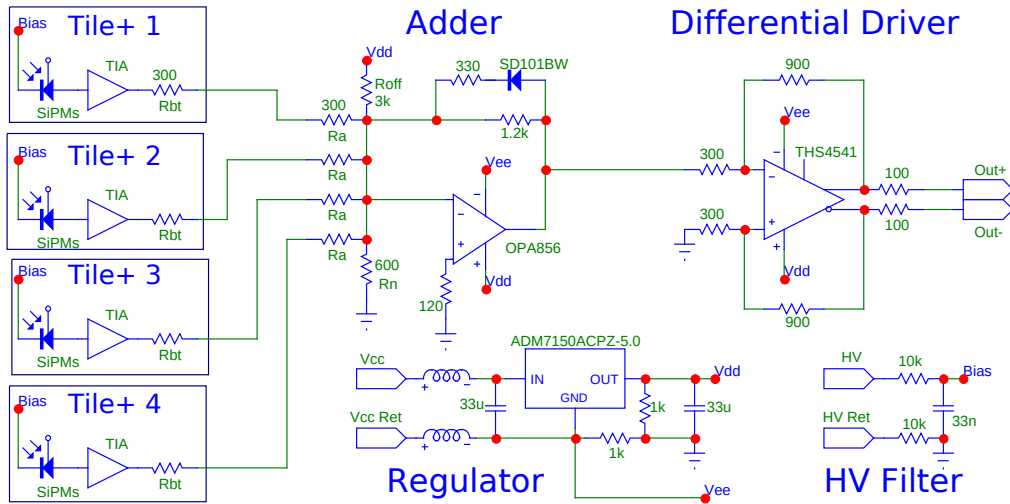 Tile+ 1
Bias
TIA
300
SiPMs
Rbt
Tile+ 2
Bias
TIA
SiPMs
Rbt
Tile+ 3
Bias
TIA
SiPMs
Rbt
Tile+ 4
Bias
TIA
SiPMs
Rbt
Adder
Vdd
Roff
3k
330
SD101BW
1.2k
300
Ra
Ra
Ra
Ra
600
Rn
Vee
−
+
−
+
OPA856
Vdd
120
Differential Driver
900
Vee
THS4541
300
300
−
−
+
+
Vdd
900
100
100
Out+
Out-
Vcc
+ −
Vcc Ret
+ −
33u
ADM7150ACPZ-5.0
IN
OUT
GND
1k
1k
33u
Vdd
Vee
Regulator
HV
10k
Bias
HV Ret
10k
33n
HV Filter